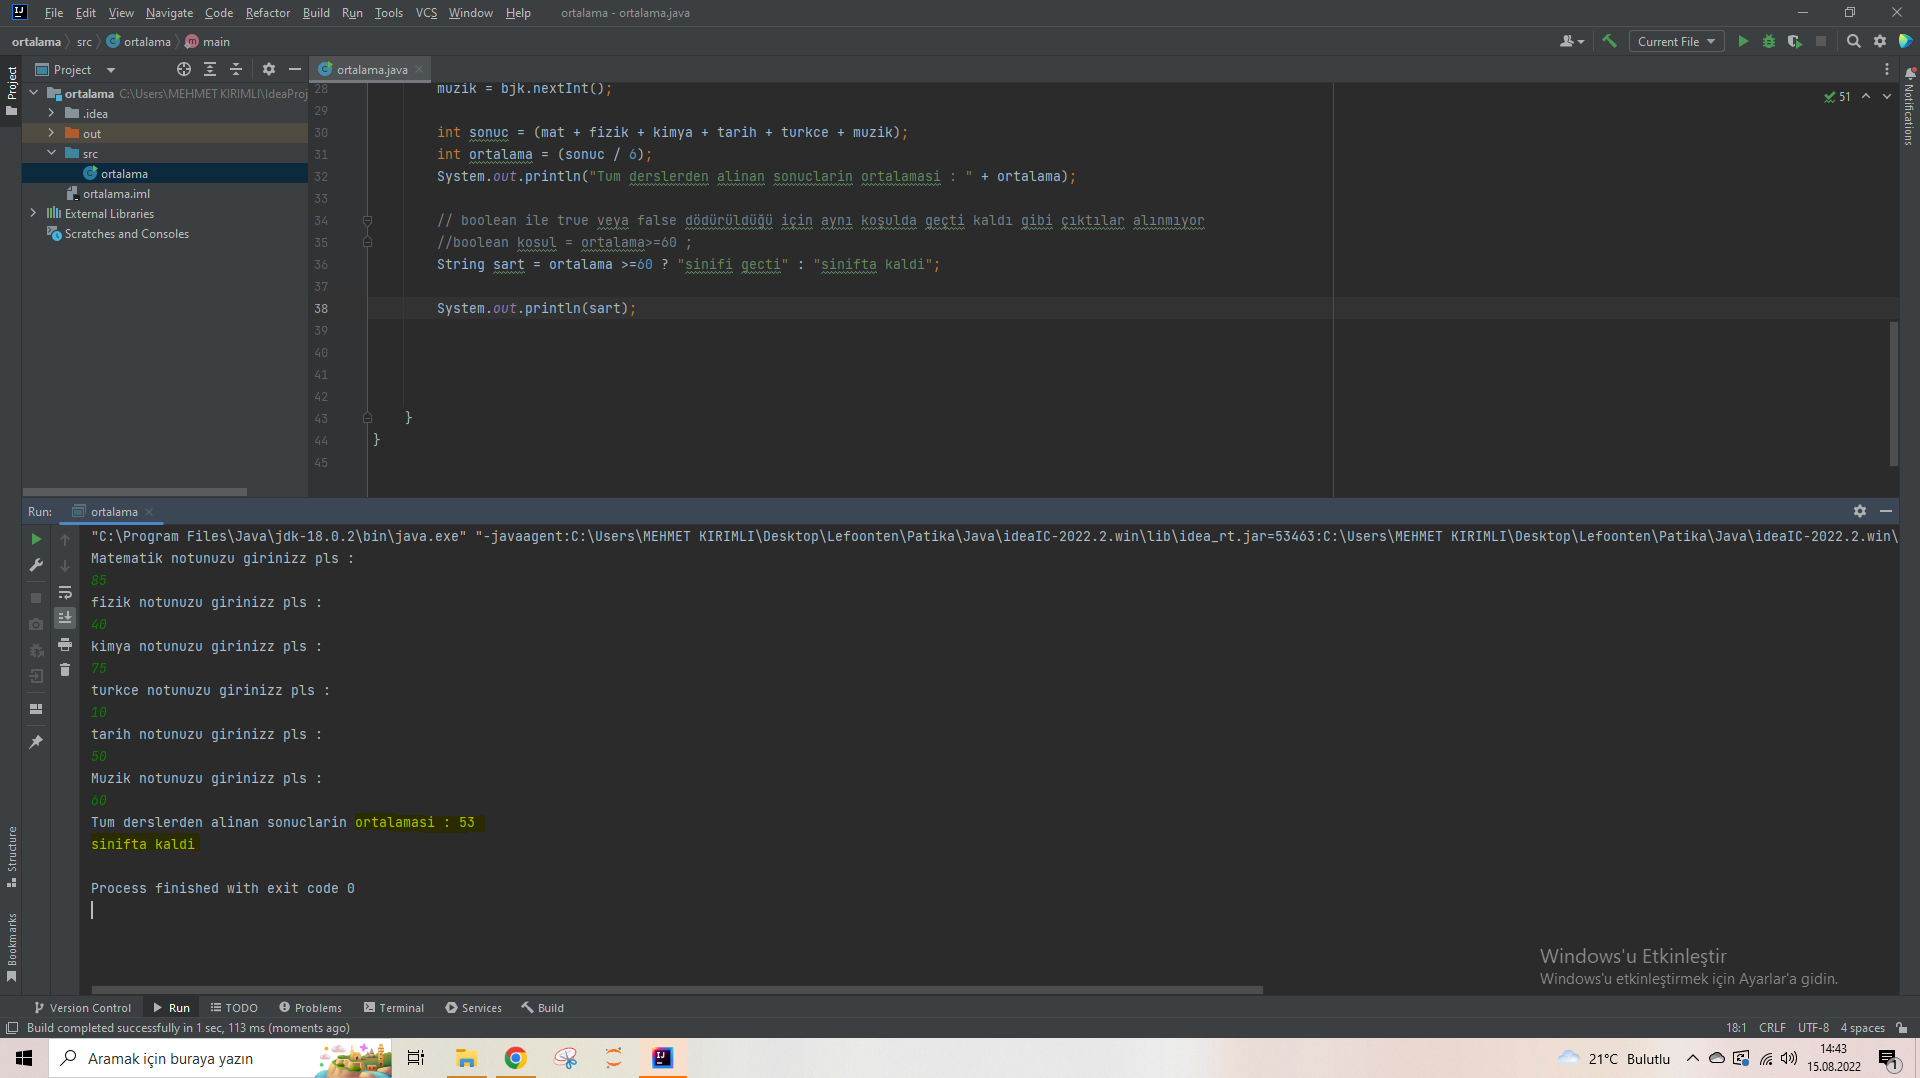 File Edit View Navigate Code Refactor Build Run Tools VCS Window Help ortalama - ortalama.java
ortalama src ortalama main
Current File
Project
ortalama.java
ortalama C:\Users\MEHMET KIRIMLI\IdeaProj
.idea
out
src
ortalama
ortalama.iml
External Libraries
Scratches and Consoles
Project
Structure
Bookmarks
Notifications
51
28 muzik = bjk.nextInt();
29
30 int sonuc = (mat + fizik + kimya + tarih + turkce + muzik);
31 int ortalama = (sonuc / 6);
32 System.out.println("Tum derslerden alinan sonuclarin ortalamasi : " + ortalama);
33
34 // boolean ile true veya false dödürüldüğü için aynı koşulda geçti kaldı gibi çıktılar alınmıyor
35 //boolean kosul = ortalama>=60 ;
36 String sart = ortalama >=60 ? "sinifi gecti" : "sinifta kaldi";
37
38 System.out.println(sart);
39
40
41
42
43 }
44 }
45
Run: ortalama
"C:\Program Files\Java\jdk-18.0.2\bin\java.exe" "-javaagent:C:\Users\MEHMET KIRIMLI\Desktop\Lefoonten\Patika\Java\ideaIC-2022.2.win\lib\idea_rt.jar=53463:C:\Users\MEHMET KIRIMLI\Desktop\Lefoonten\Patika\Java\ideaIC-2022.2.win\
Matematik notunuzu girinizz pls :
85
fizik notunuzu girinizz pls :
40
kimya notunuzu girinizz pls :
75
turkce notunuzu girinizz pls :
10
tarih notunuzu girinizz pls :
50
Muzik notunuzu girinizz pls :
60
Tum derslerden alinan sonuclarin ortalamasi : 53
sinifta kaldi
Process finished with exit code 0
Windows'u Etkinleştir
Windows'u etkinleştirmek için Ayarlar'a gidin.
Version Control Run TODO Problems Terminal Services Build
Build completed successfully in 1 sec, 113 ms (moments ago)
18:1 CRLF UTF-8 4 spaces
Aramak için buraya yazın
21°C Bulutlu
14:43
15.08.2022
1